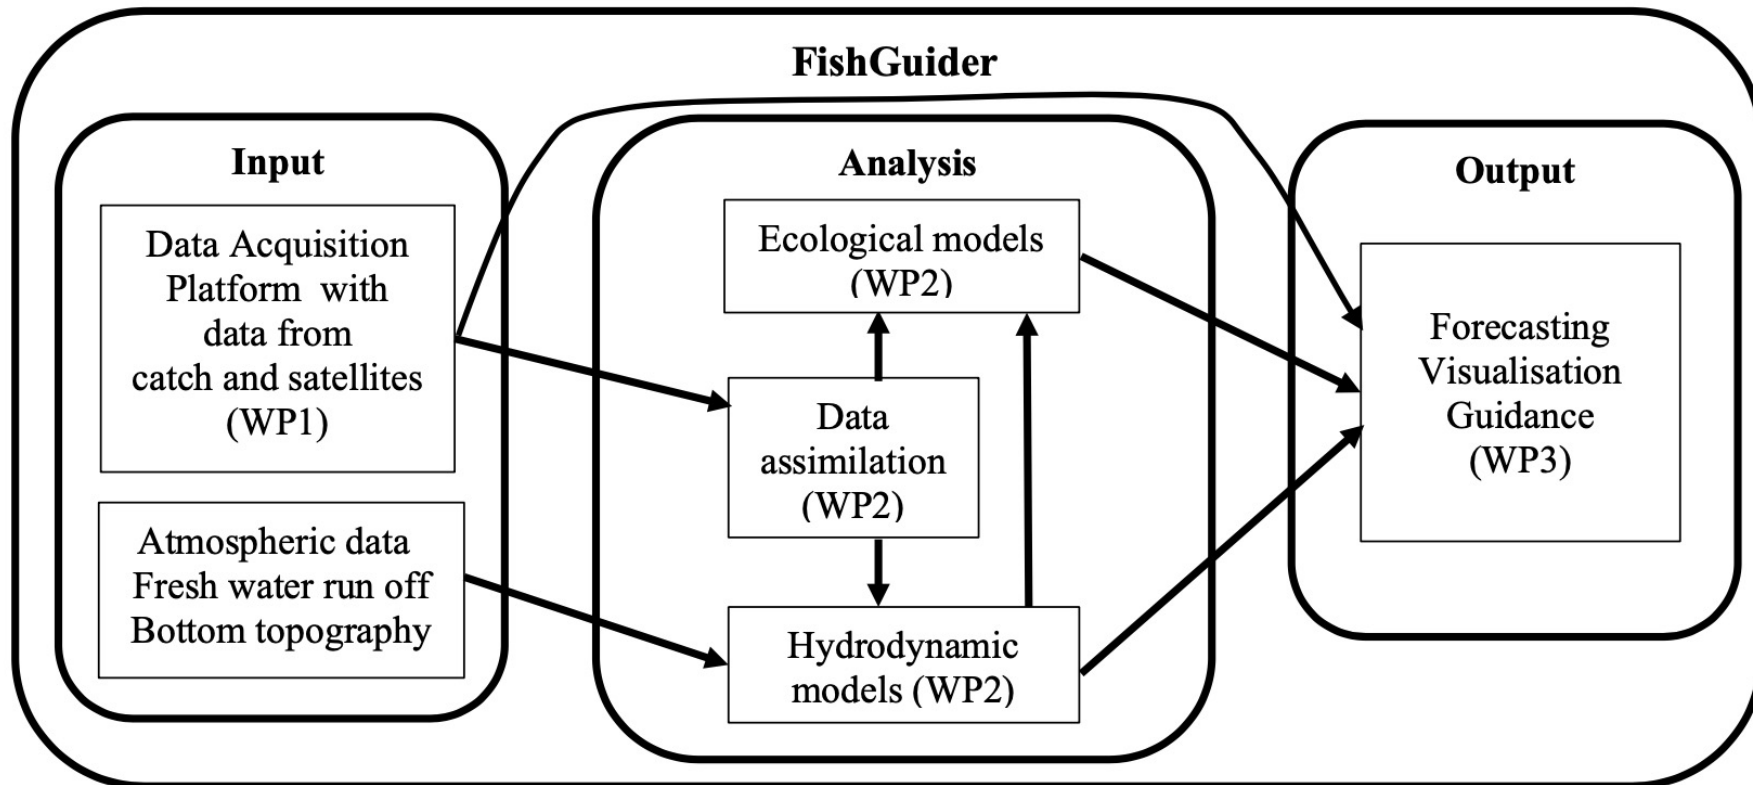 FishGuider
Input
Data Acquisition
Platform with
data from
catch and satellites
(WP1)
Atmospheric data
Fresh water run off
Bottom topography
Analysis
Ecological models
(WP2)
Data
assimilation
(WP2)
Hydrodynamic
models (WP2)
Output
Forecasting
Visualisation
Guidance
(WP3)